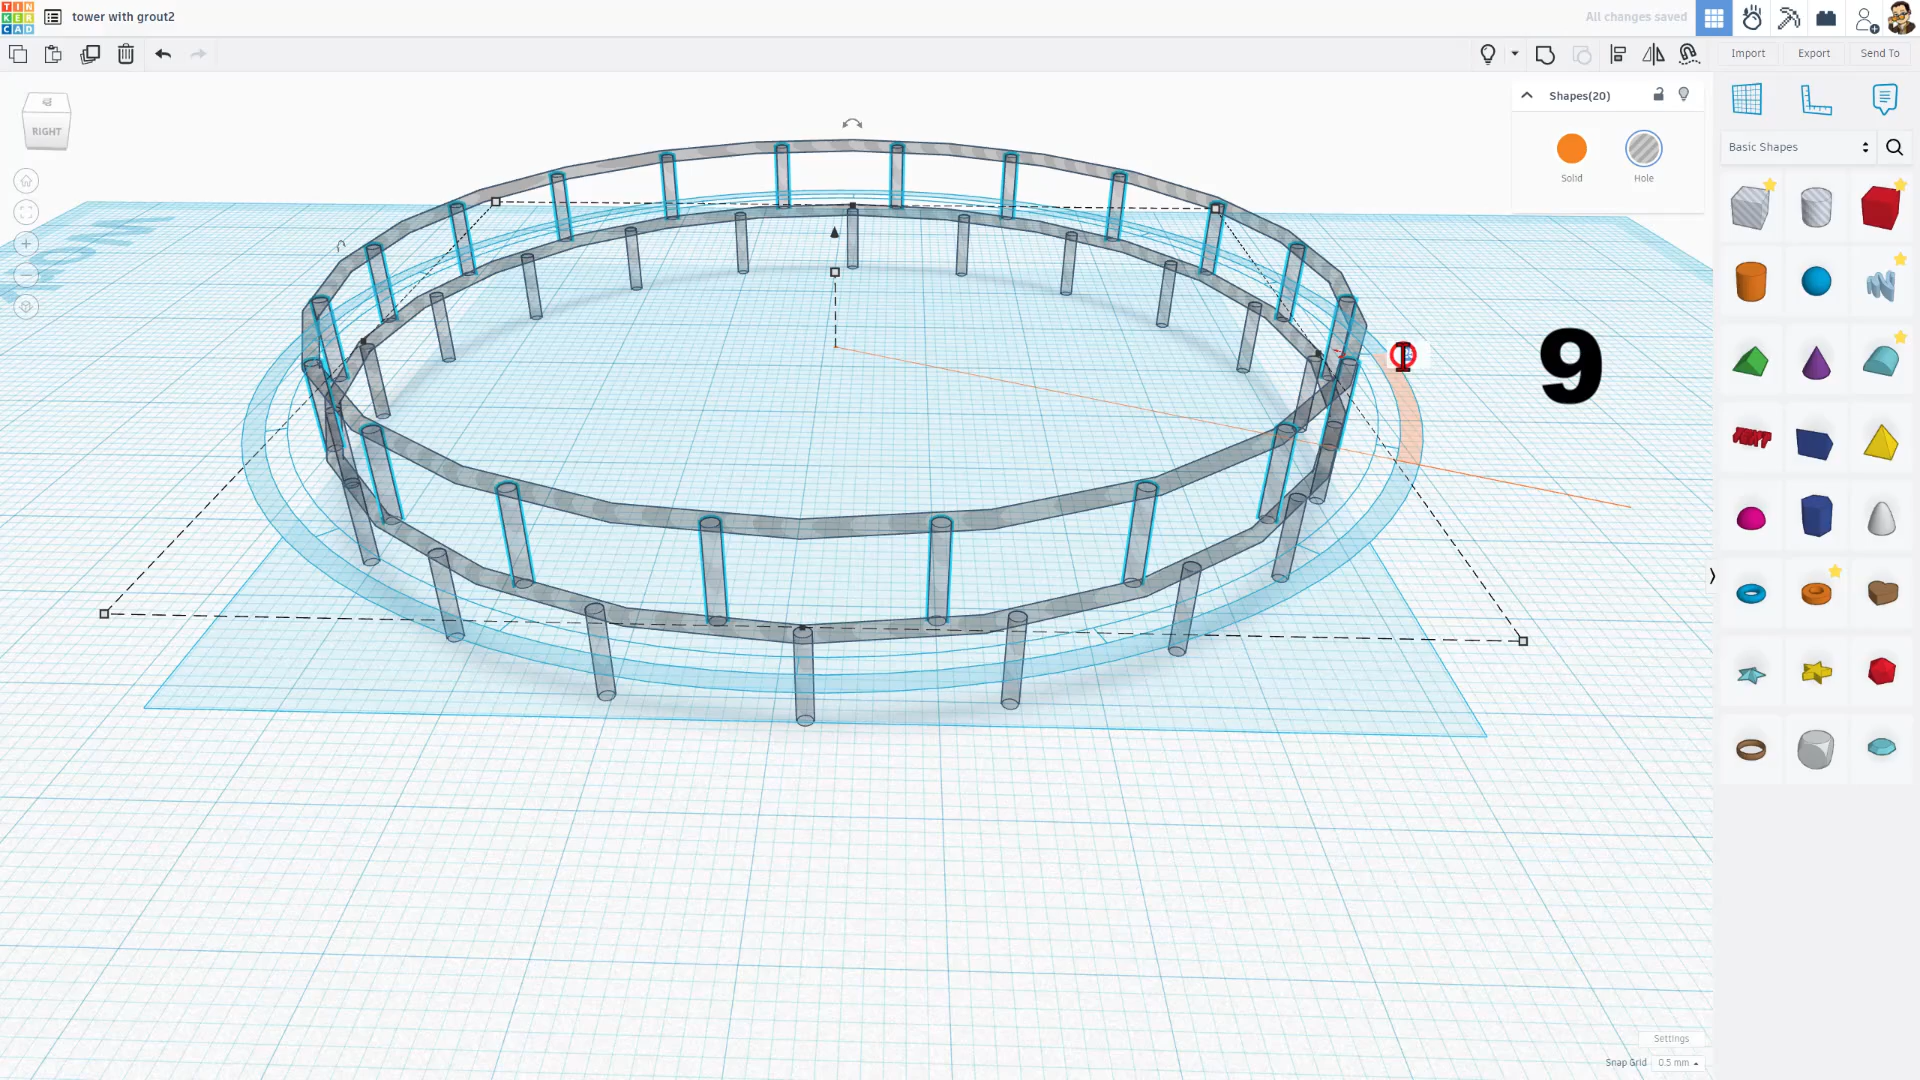 TIN
KER
CAD
tower with grout2
All changes saved
Import
Export
Send To
RIGHT
Shapes(20)
Solid
Hole
Basic Shapes
9
Settings
Snap Grid
0.5 mm